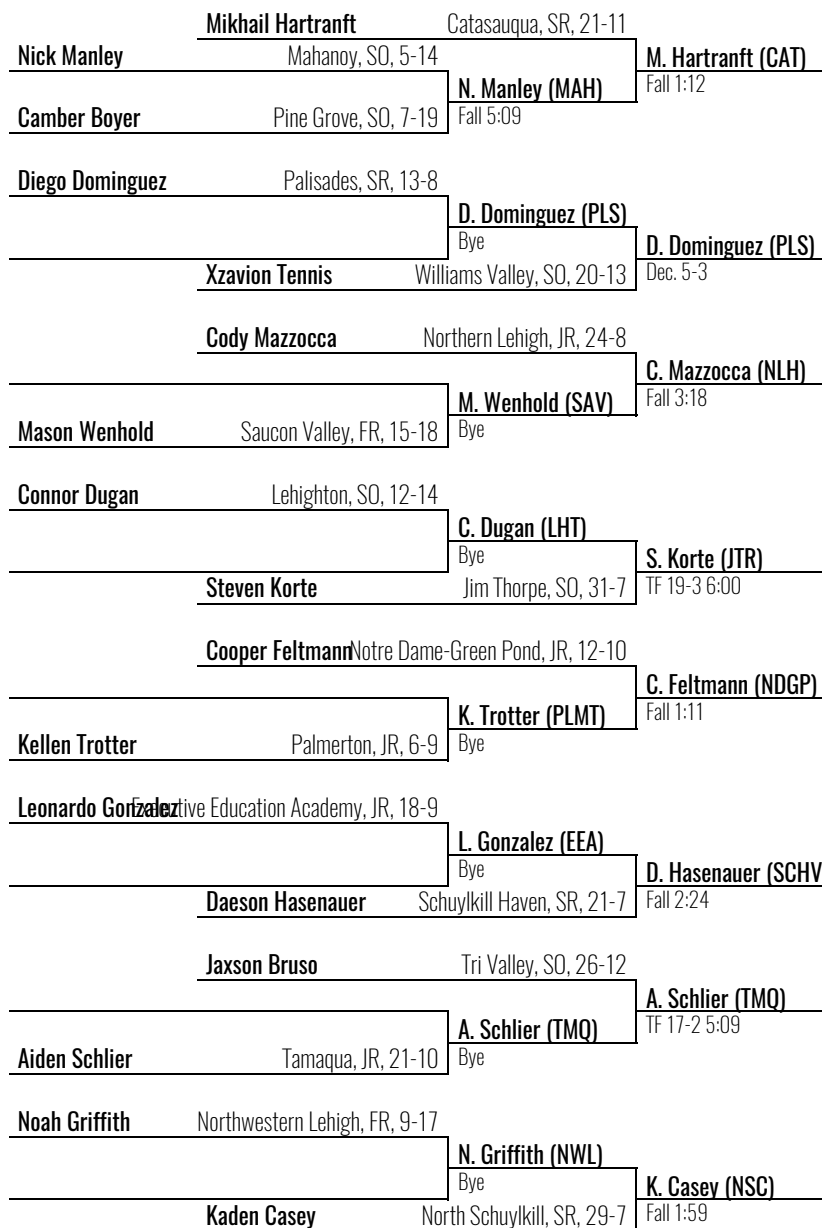 Mikhail Hartranft Catasauqua, SR, 21-11
Nick Manley Mahanoy, SO, 5-14
M. Hartranft (CAT)
Fall 1:12
N. Manley (MAH)
Fall 5:09
Camber Boyer Pine Grove, SO, 7-19
Diego Dominguez Palisades, SR, 13-8
D. Dominguez (PLS)
Bye
D. Dominguez (PLS)
Dec. 5-3
Xzavion Tennis Williams Valley, SO, 20-13
Cody Mazzocca Northern Lehigh, JR, 24-8
C. Mazzocca (NLH)
Fall 3:18
M. Wenhold (SAV)
Bye
Mason Wenhold Saucon Valley, FR, 15-18
Connor Dugan Lehighton, SO, 12-14
C. Dugan (LHT)
Bye
S. Korte (JTR)
TF 19-3 6:00
Steven Korte Jim Thorpe, SO, 31-7
Cooper Feltmann Notre Dame-Green Pond, JR, 12-10
C. Feltmann (NDGP)
Fall 1:11
K. Trotter (PLMT)
Bye
Kellen Trotter Palmerton, JR, 6-9
Leonardo Gonzalez Executive Education Academy, JR, 18-9
L. Gonzalez (EEA)
Bye
D. Hasenauer (SCHV
Fall 2:24
Daeson Hasenauer Schuylkill Haven, SR, 21-7
Jaxson Bruso Tri Valley, SO, 26-12
A. Schlier (TMQ)
TF 17-2 5:09
A. Schlier (TMQ)
Bye
Aiden Schlier Tamaqua, JR, 21-10
Noah Griffith Northwestern Lehigh, FR, 9-17
N. Griffith (NWL)
Bye
K. Casey (NSC)
Fall 1:59
Kaden Casey North Schuylkill, SR, 29-7